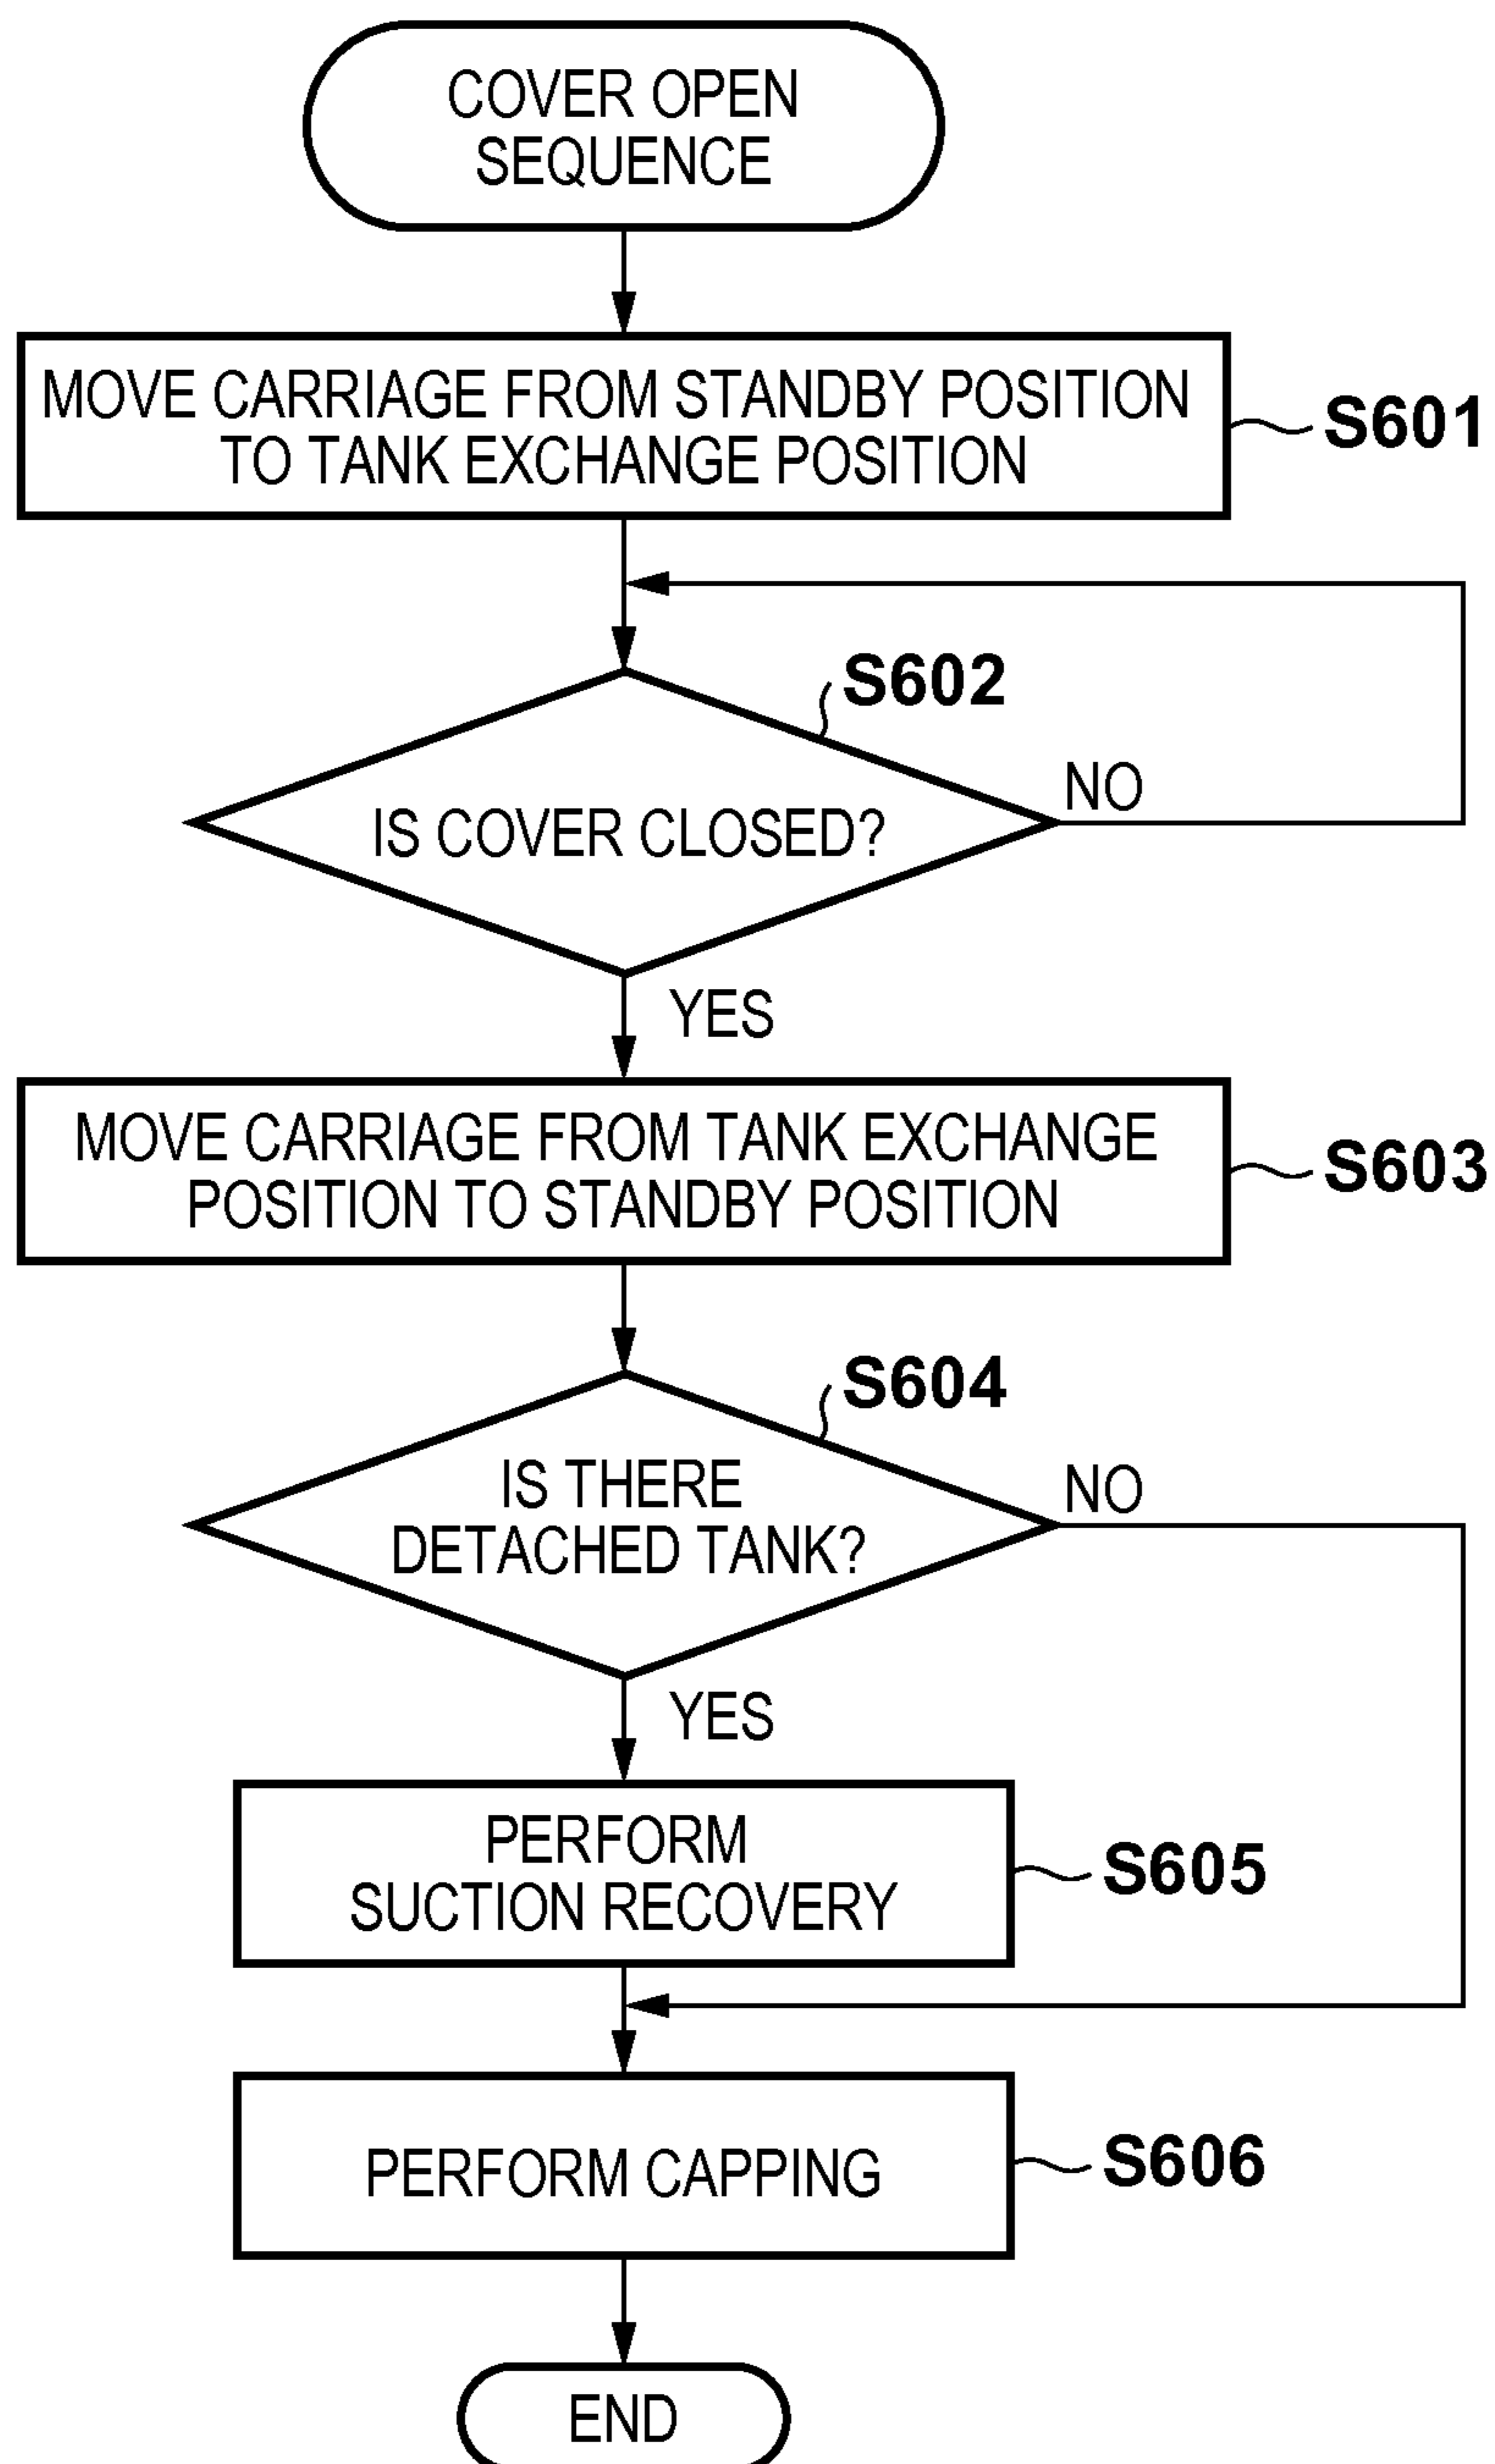 COVER OPEN
SEQUENCE
MOVE CARRIAGE FROM STANDBY POSITION
TO TANK EXCHANGE POSITION
S601
S602
IS COVER CLOSED?
NO
YES
MOVE CARRIAGE FROM TANK EXCHANGE
POSITION TO STANDBY POSITION
S603
S604
IS THERE
DETACHED TANK?
NO
YES
PERFORM
SUCTION RECOVERY
S605
PERFORM CAPPING
S606
END